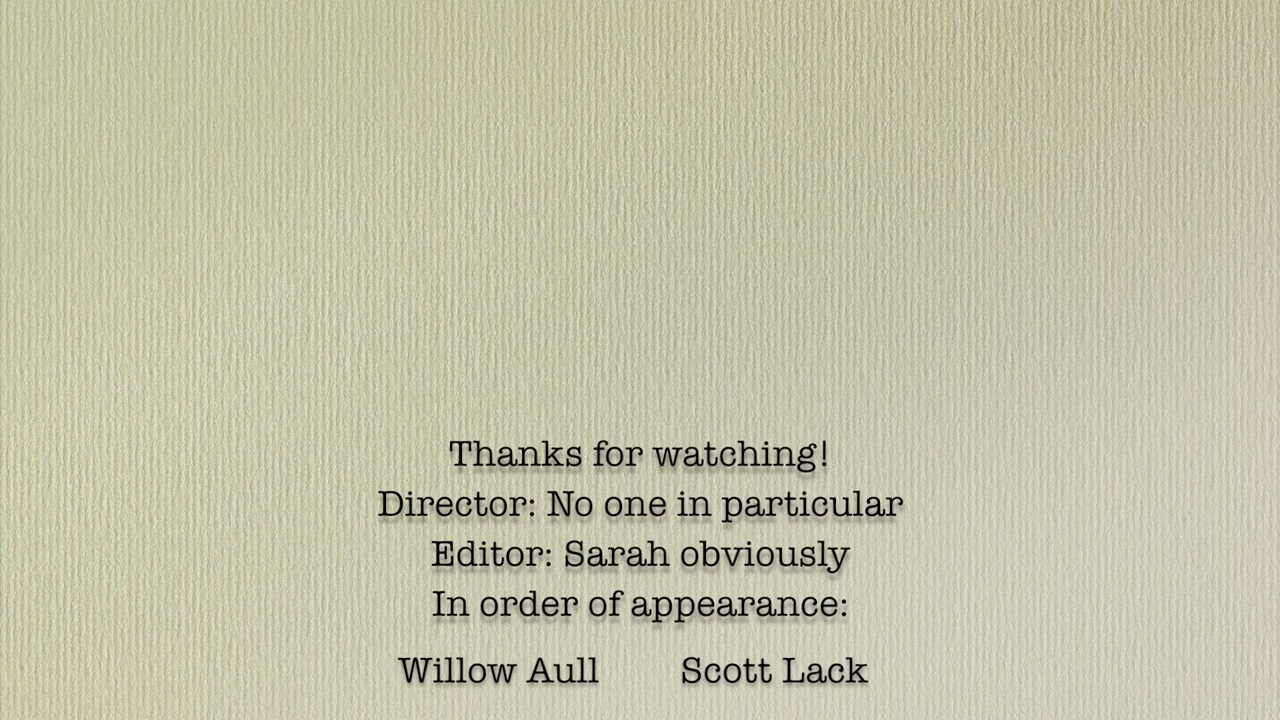 Thanks for watching!
Director: No one in particular
Editor: Sarah obviously
In order of appearance:
Willow Aull Scott Lack